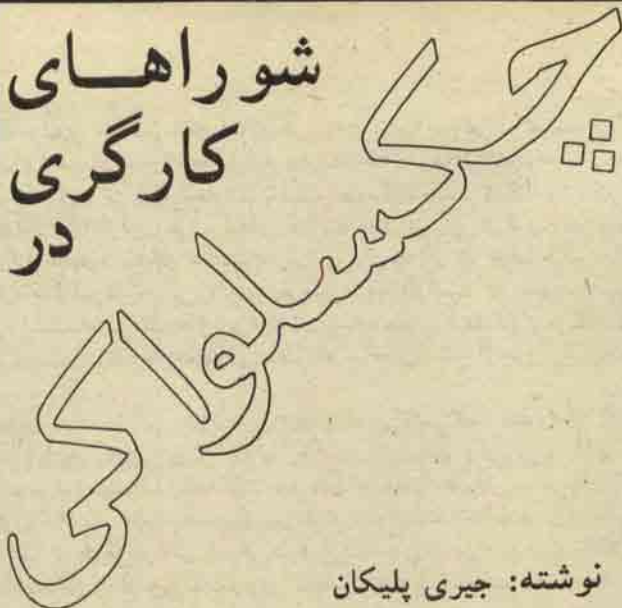 شوراهای
کارگری
در
چکسلواکی
نوشته: جیری پلیکان